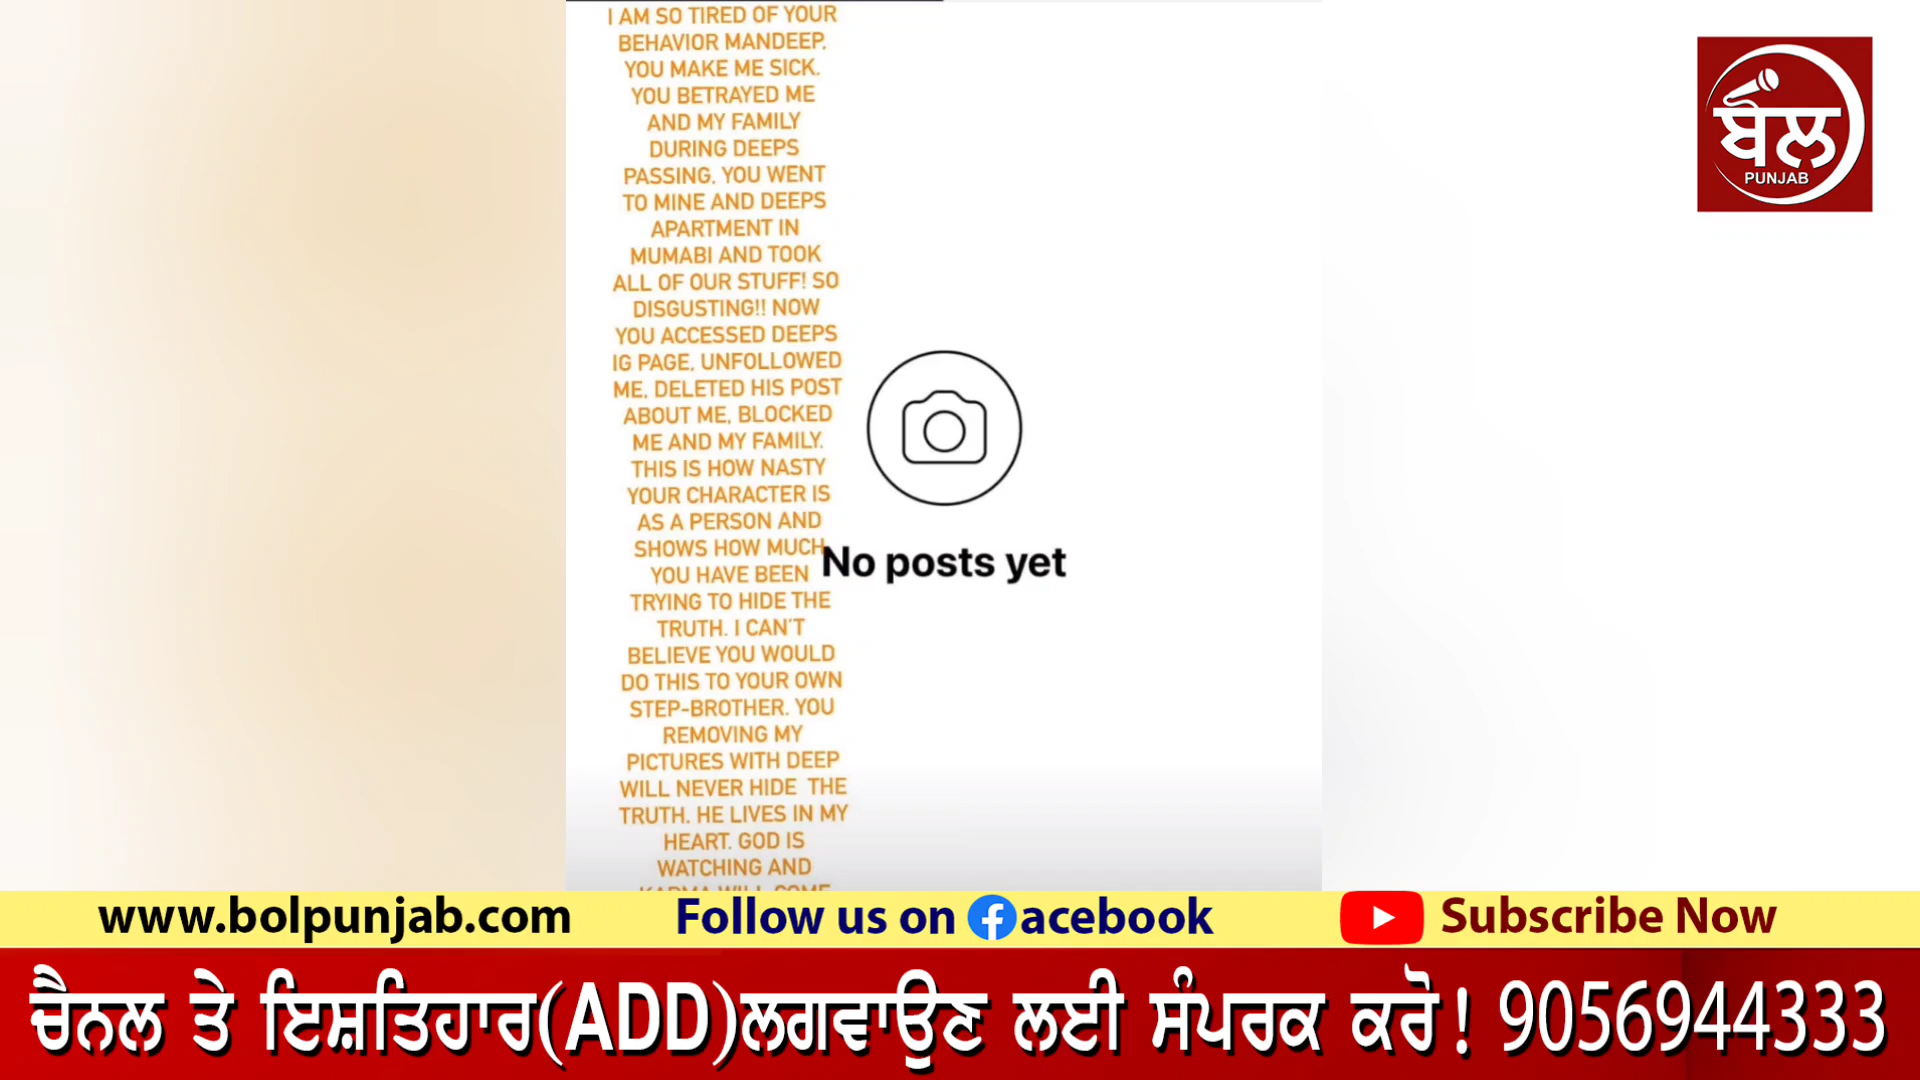 I AM SO TIRED OF YOUR
BEHAVIOR MANDEEP.
YOU MAKE ME SICK.
YOU BETRAYED ME
AND MY FAMILY
DURING DEEPS
PASSING. YOU WENT
TO MINE AND DEEPS
APARTMENT IN
MUMABI AND TOOK
ALL OF OUR STUFF! SO
DISGUSTING!! NOW
YOU ACCESSED DEEPS
IG PAGE, UNFOLLOWED
ME, DELETED HIS POST
ABOUT ME, BLOCKED
ME AND MY FAMILY.
THIS IS HOW NASTY
YOUR CHARACTER IS
AS A PERSON AND
SHOWS HOW MUCH
YOU HAVE BEEN
TRYING TO HIDE THE
TRUTH. I CAN'T
BELIEVE YOU WOULD
DO THIS TO YOUR OWN
STEP-BROTHER. YOU
REMOVING MY
PICTURES WITH DEEP
WILL NEVER HIDE THE
TRUTH. HE LIVES IN MY
HEART. GOD IS
WATCHING AND
KARMA WILL COME
No posts yet
ਬੋਲ
PUNJAB
www.bolpunjab.com
Follow us on facebook
Subscribe Now
ਚੈਨਲ ਤੇ ਇਸ਼ਤਿਹਾਰ(ADD)ਲਗਵਾਉਣ ਲਈ ਸੰਪਰਕ ਕਰੋ! 9056944333